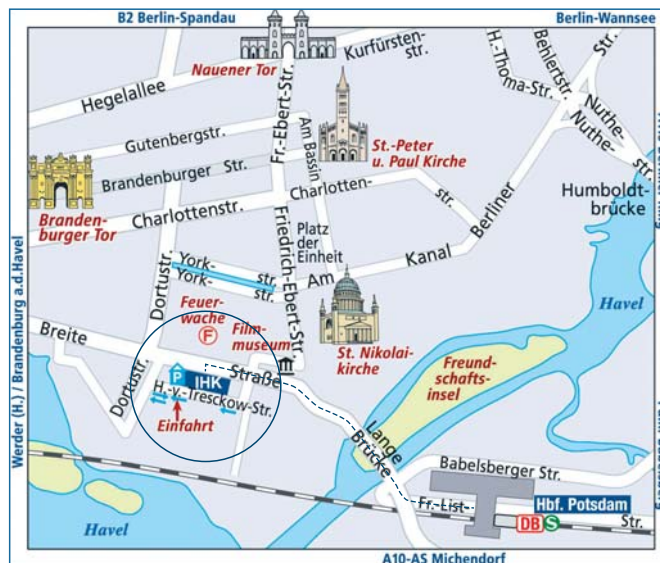 B2 Berlin-Spandau
Berlin-Wannsee
Nauener Tor
Kurfürsten-
str.
Hegelallee
Fr.-Ebert-Str.
H.-
Thoma-Str.
Behlertstr.
Str.
Nuthe-
Nuthe-
Str.
Gutenbergstr.
Am Bassin
St.-Peter
u. Paul Kirche
Brandenburger Str.
Charlotten-
str.
Berliner
Humboldt-
brücke
Branden-
burger Tor
Charlottenstr.
Friedrich-Ebert-Str.
Platz
der
Einheit
Am
Kanal
Dortustr.
York-
str.
York-
str.
Havel
Werder (H.) / Brandenburg a.d.Havel
Feuer-
wache
F
Film-
museum
St. Nikolai-
kirche
Freund-
schafts-
insel
Breite
Straße
P
IHK
Dortustr.
H.-v.-Tresckow-Str.
Einfahrt
Lange
Brücke
Babelsberger Str.
Fr.-List-
Hbf. Potsdam
Str.
DB
S
Havel
A10-AS Michendorf